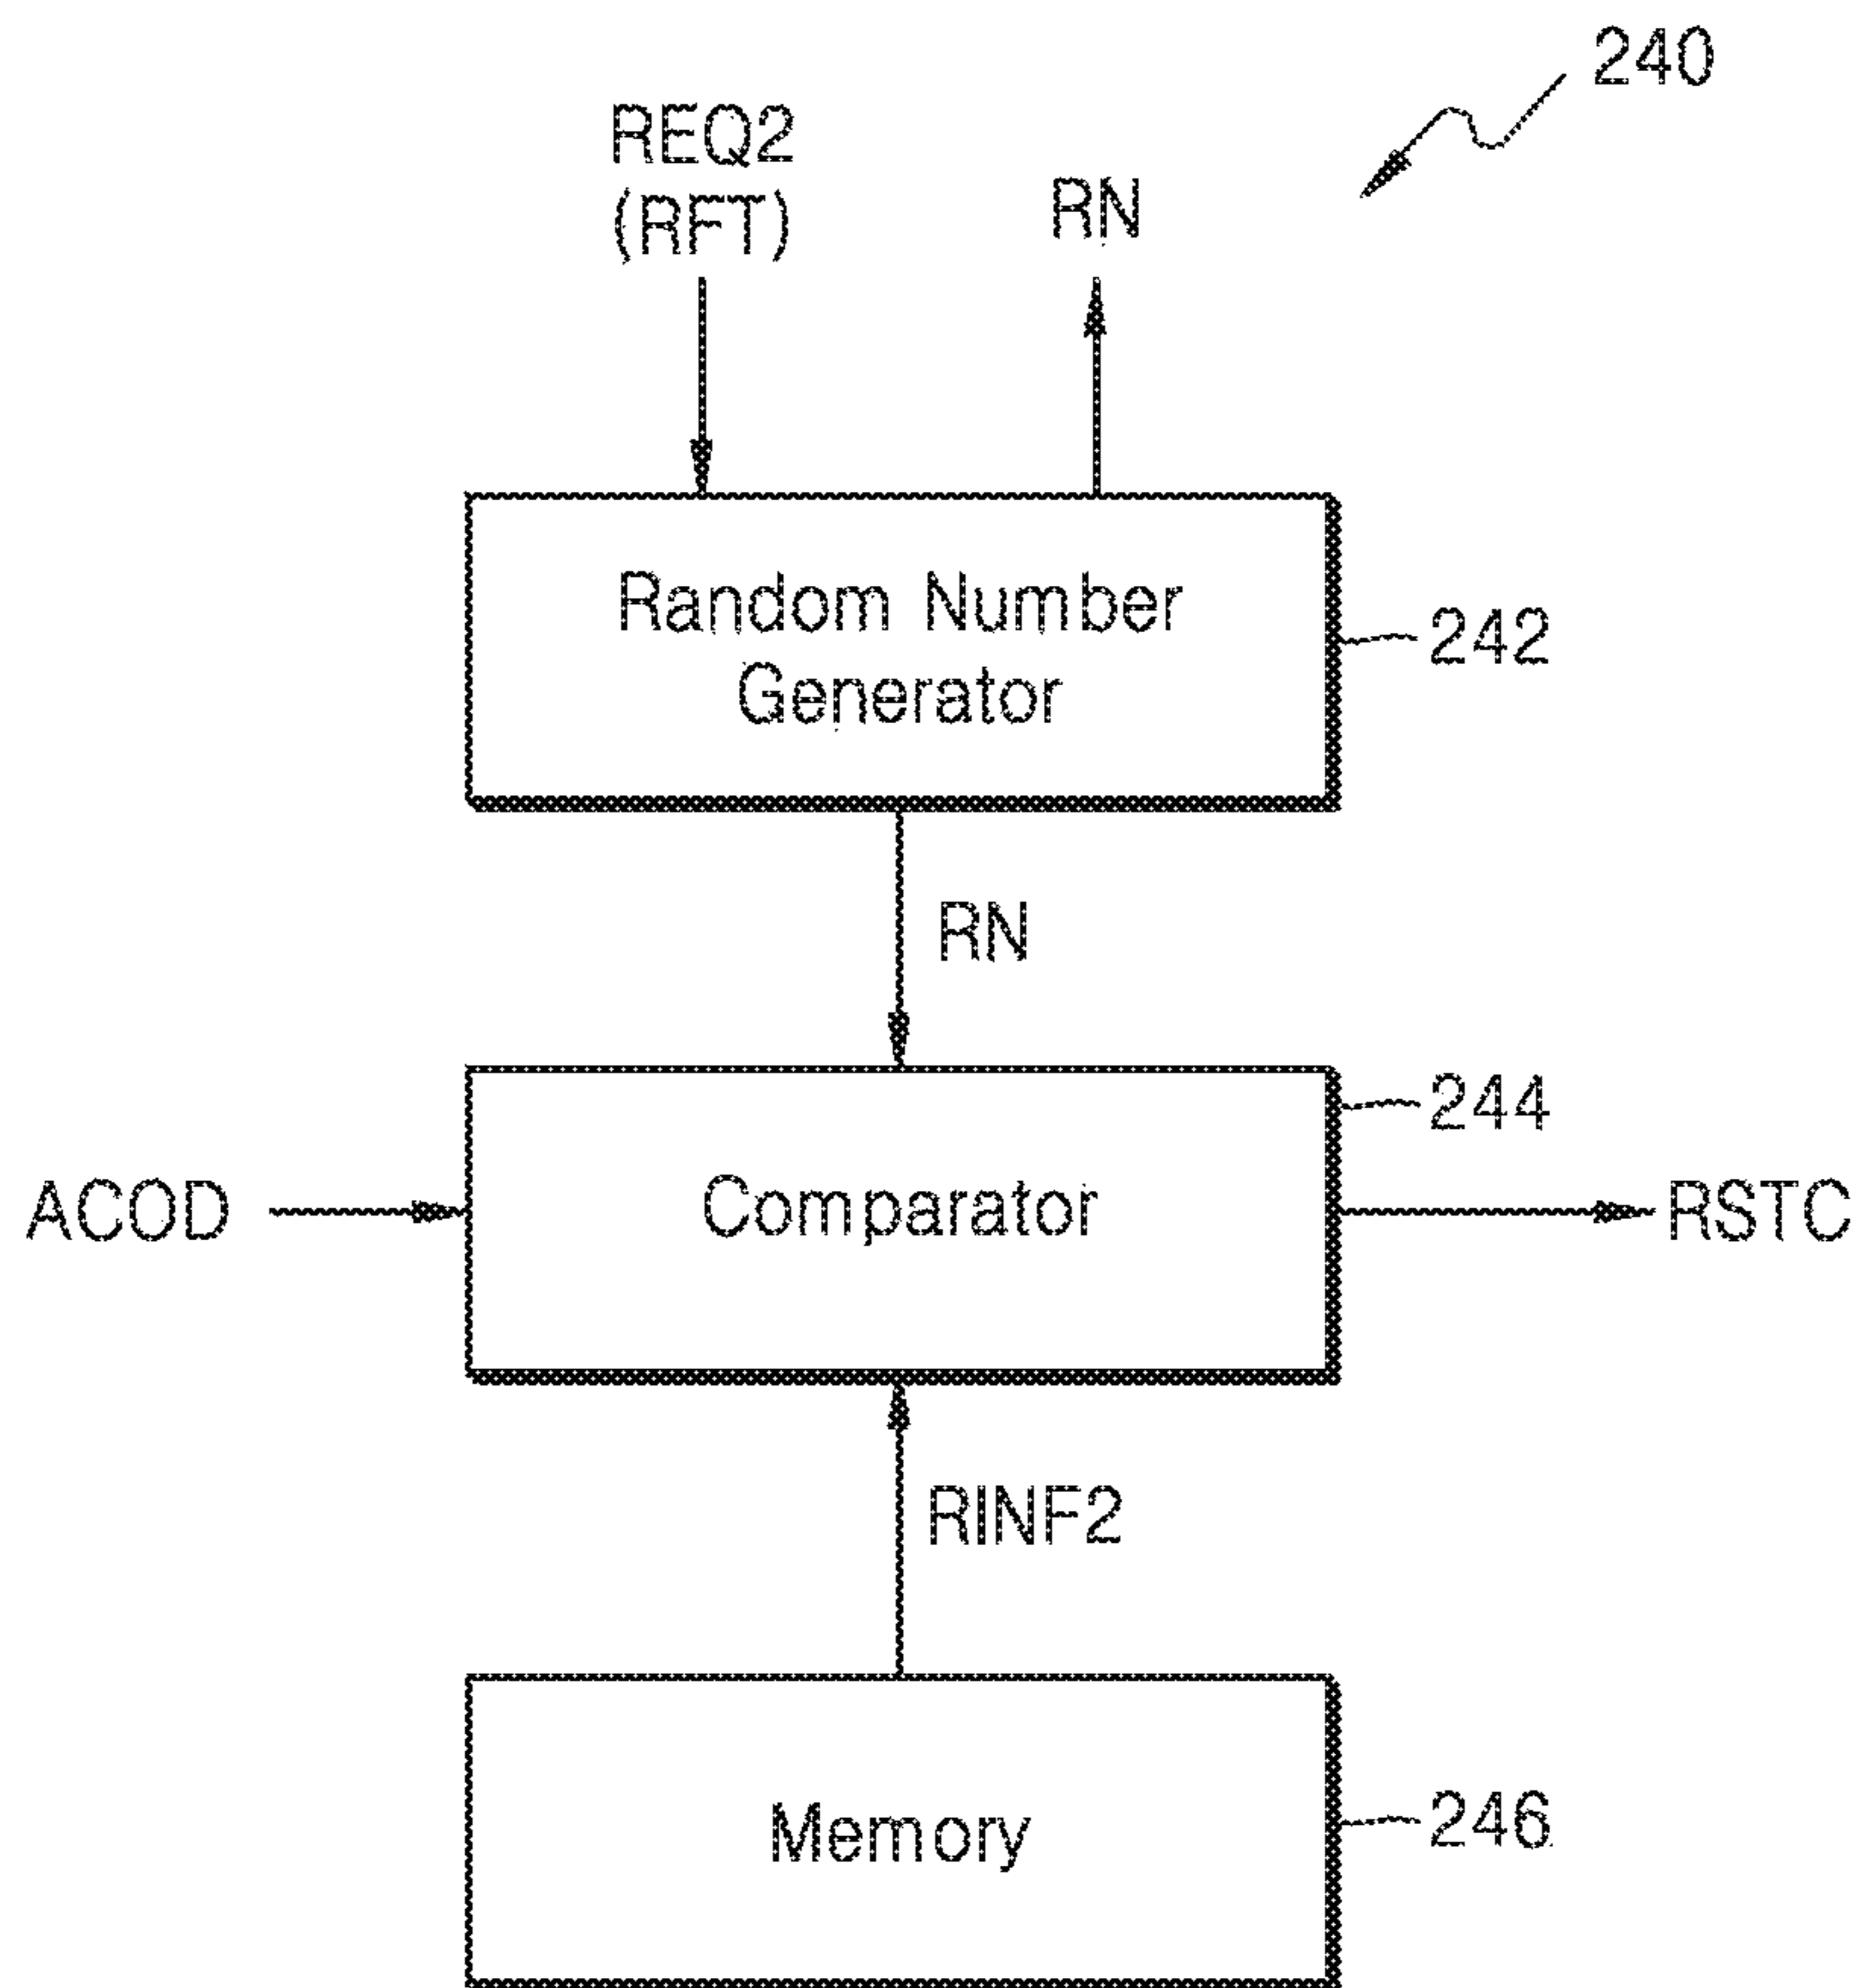 240
REQ2
(RFT)
RN
Random Number
Generator
242
RN
244
ACOD
Comparator
RSTC
RINF2
Memory
246